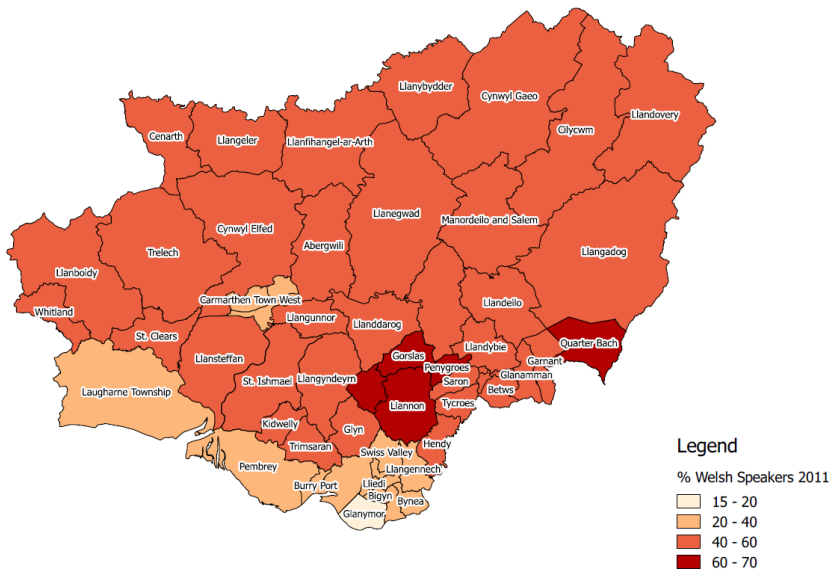 Llanybydder
Cynwyl Gaeo
Llandovery
Cilycwm
Cenarth
Llangeler
Llanfihangel-ar-Arth
Llanegwad
Manordeilo and Salem
Cynwyl Elfed
Abergwili
Trelech
Llangadog
Llanboidy
Carmarthen Town West
Llandeilo
Whitland
Llangunnor
Llanddarog
St. Clears
Quarter Bach
Llandybie
Gorslas
Llansteffan
Garnant
Penygroes
Glanamman
St. Ishmael
Llangyndeyrn
Saron
Laugharne Township
Betws
Llannon
Tycroes
Kidwelly
Glyn
Hendy
Trimsaran
Swiss Valley
Pembrey
Llangennech
Burry Port
Lliedi
Bigyn
Bynea
Glanymor
Legend
% Welsh Speakers 2011
15 - 20
20 - 40
40 - 60
60 - 70